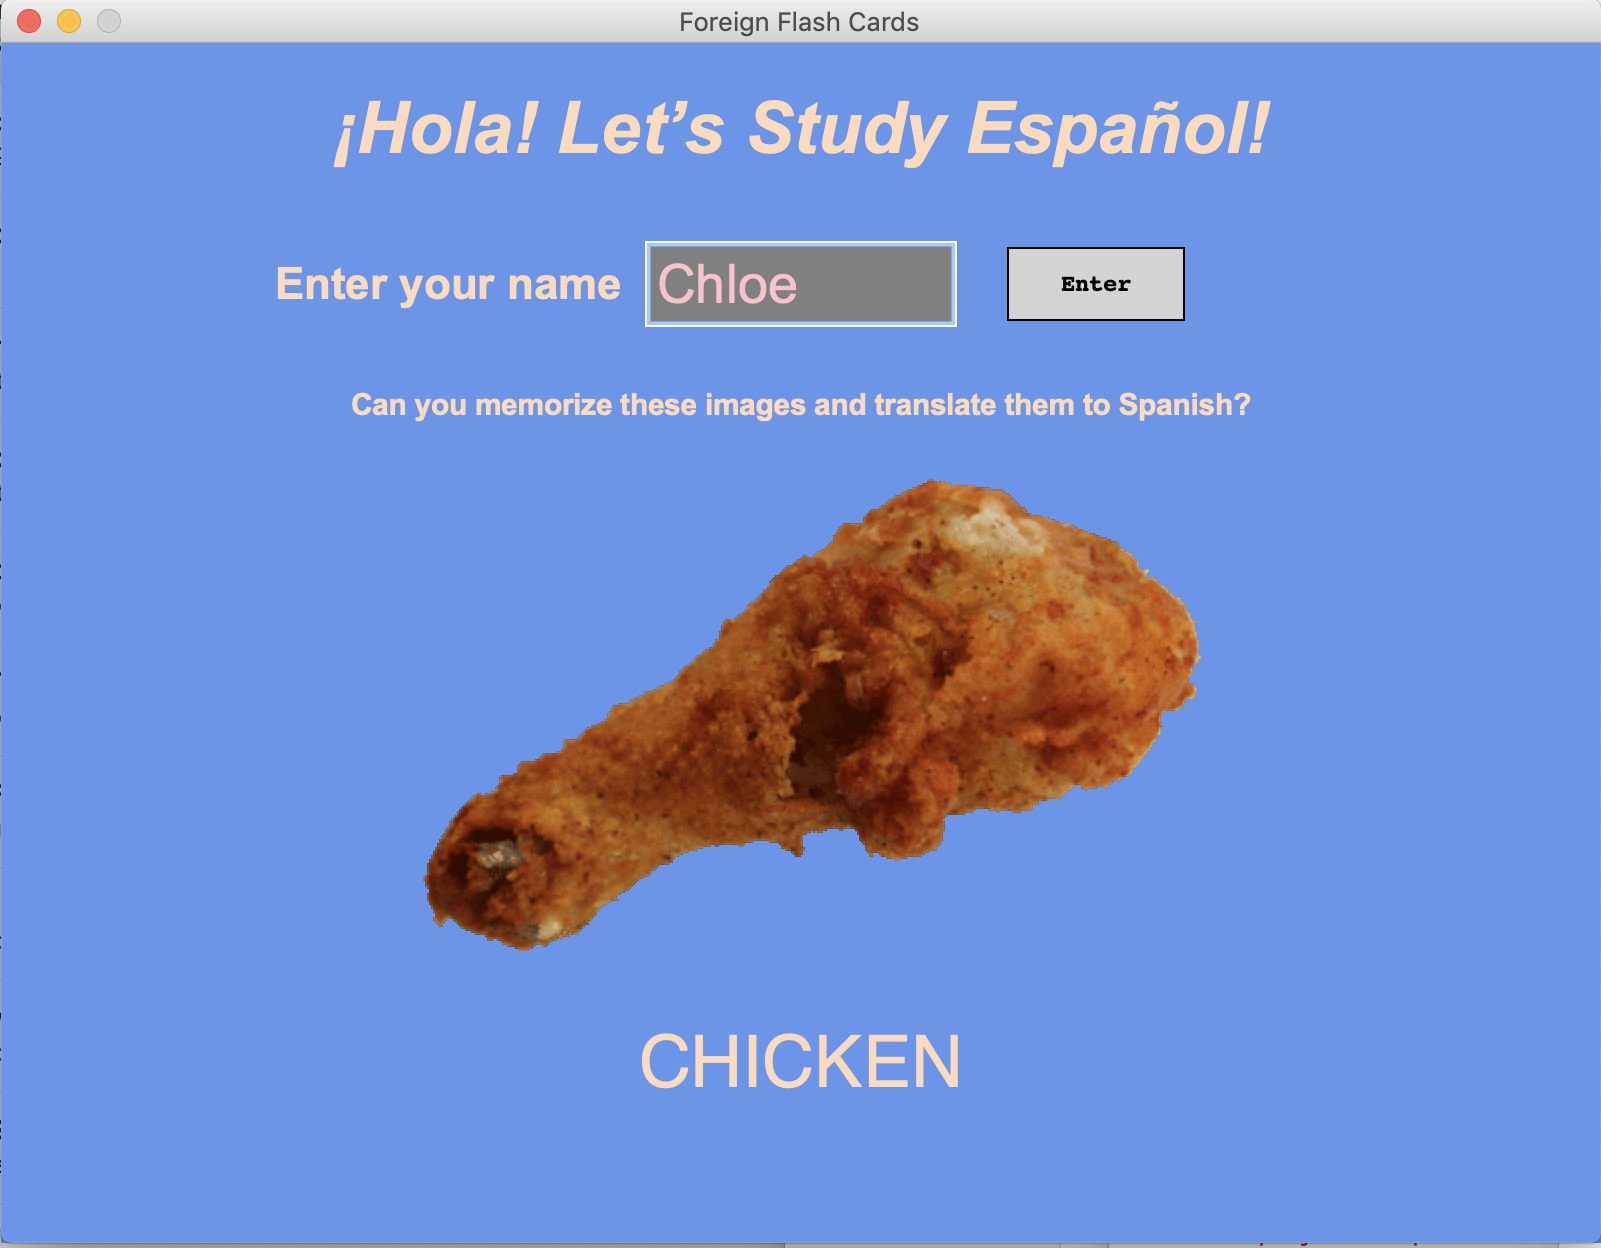 Foreign Flash Cards
¡Hola! Let’s Study Español!
Enter your name Chloe Enter
Can you memorize these images and translate them to Spanish?
CHICKEN